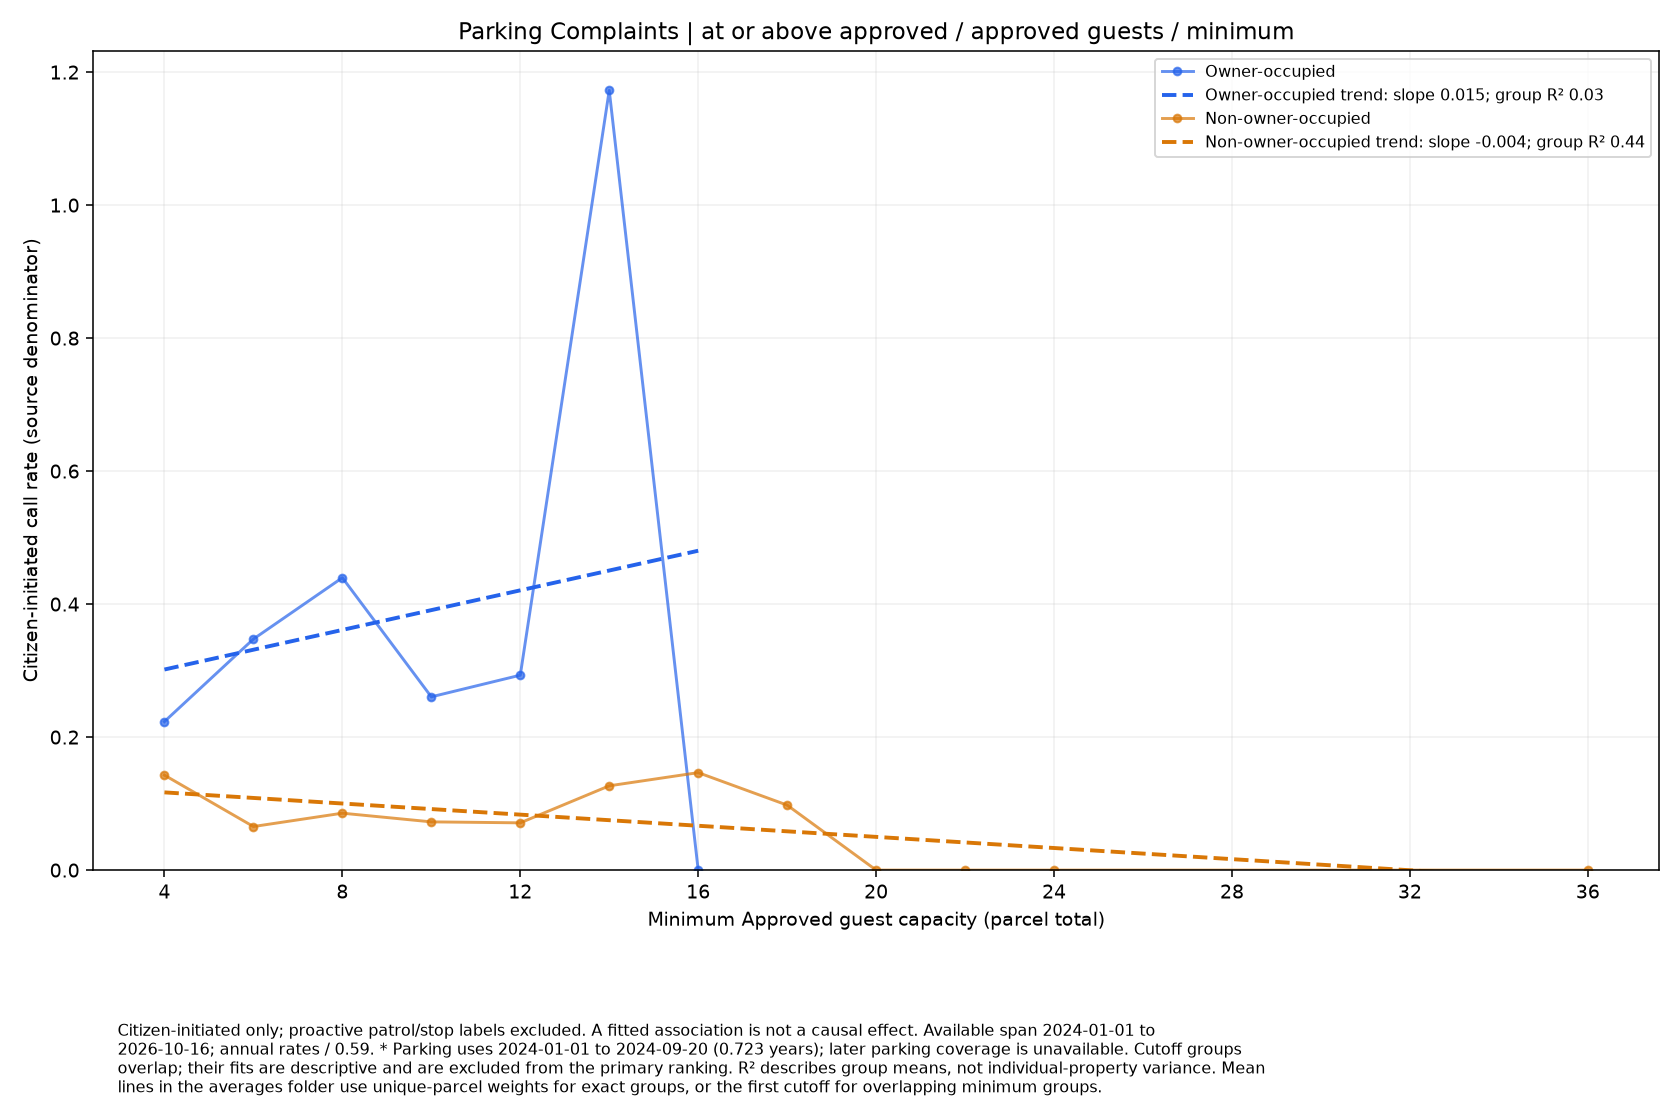 Parking Complaints | at or above approved / approved guests / minimum
Owner-occupied
Owner-occupied trend: slope 0.015; group R² 0.03
Non-owner-occupied
Non-owner-occupied trend: slope -0.004; group R² 0.44
Citizen-initiated call rate (source denominator)
1.2
1.0
0.8
0.6
0.4
0.2
0.0
4 8 12 16 20 24 28 32 36
Minimum Approved guest capacity (parcel total)
Citizen-initiated only; proactive patrol/stop labels excluded. A fitted association is not a causal effect. Available span 2024-01-01 to
2026-10-16; annual rates / 0.59. * Parking uses 2024-01-01 to 2024-09-20 (0.723 years); later parking coverage is unavailable. Cutoff groups
overlap; their fits are descriptive and are excluded from the primary ranking. R² describes group means, not individual-property variance. Mean
lines in the averages folder use unique-parcel weights for exact groups, or the first cutoff for overlapping minimum groups.